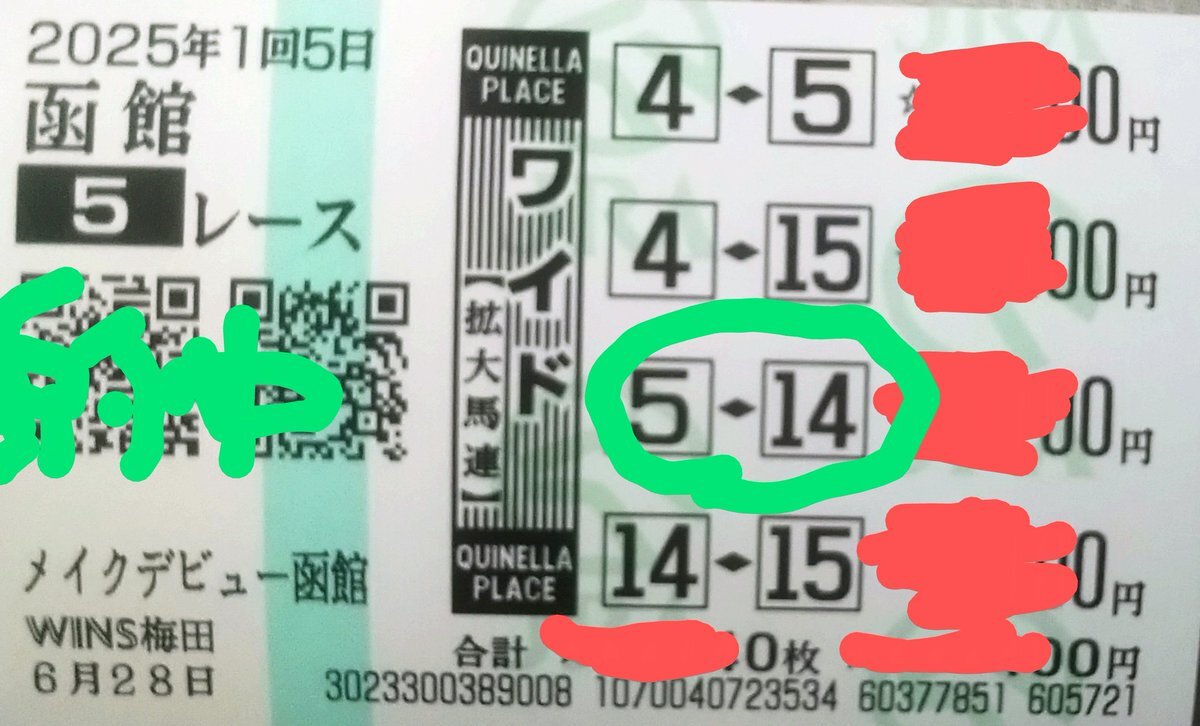 2025年1回5日
函館
5レース
メイクデビュー函館
WINS梅田
6月28日
QUINELLA
PLACE
ワイド
【拡大馬連】
QUINELLA
PLACE
4 5 00円
4 15 00円
5 14 00円
14 15 0円
合計 0枚 00円
3023300389008 1070040723534 60377851 605721